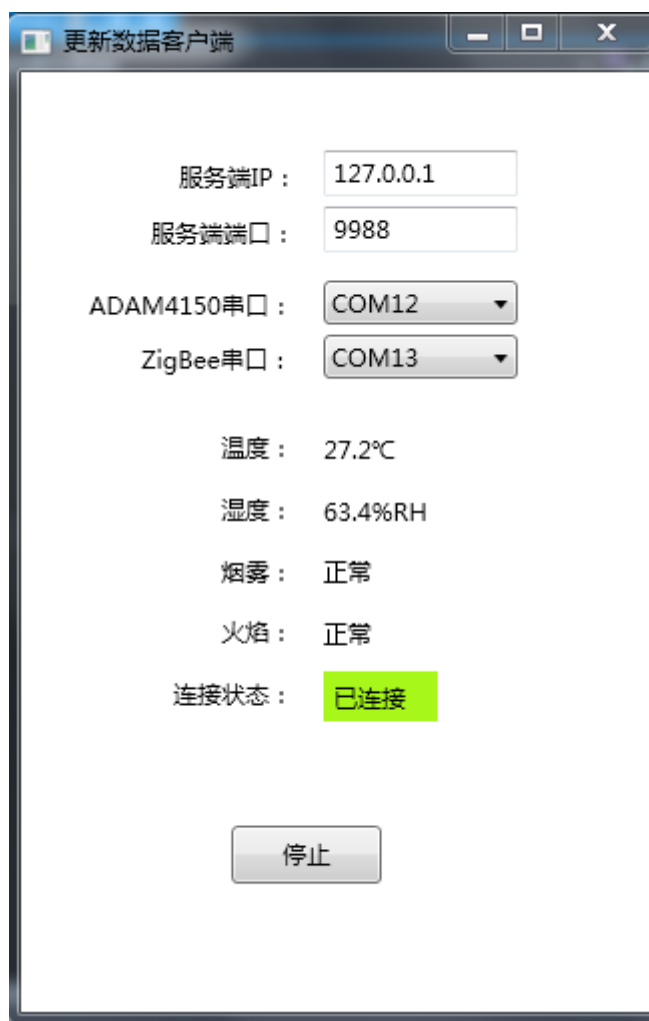 更新数据客户端
服务端IP： 127.0.0.1
服务端端口： 9988
ADAM4150串口： COM12
ZigBee串口： COM13
温度： 27.2℃
湿度： 63.4%RH
烟雾： 正常
火焰： 正常
连接状态： 已连接
停止